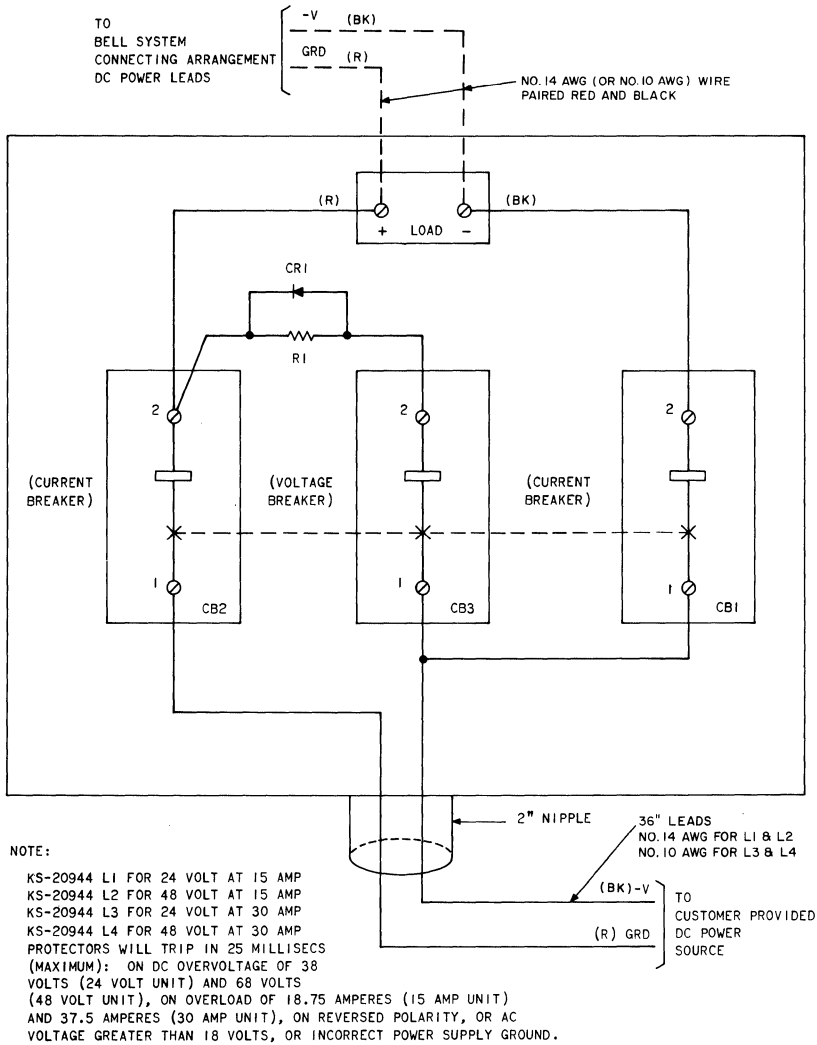 TO
BELL SYSTEM
CONNECTING ARRANGEMENT
DC POWER LEADS
-V (BK)
GRD (R)
NO. 14 AWG (OR NO. 10 AWG) WIRE
PAIRED RED AND BLACK
(R)
(BK)
+ LOAD -
CR1
R1
2
2
2
(CURRENT
BREAKER)
(VOLTAGE
BREAKER)
(CURRENT
BREAKER)
1
1
1
CB2
CB3
CB1
2" NIPPLE
36" LEADS
NO. 14 AWG FOR L1 & L2
NO. 10 AWG FOR L3 & L4
(BK)-V
(R) GRD
TO
CUSTOMER PROVIDED
DC POWER
SOURCE
NOTE:
KS-20944 L1 FOR 24 VOLT AT 15 AMP
KS-20944 L2 FOR 48 VOLT AT 15 AMP
KS-20944 L3 FOR 24 VOLT AT 30 AMP
KS-20944 L4 FOR 48 VOLT AT 30 AMP
PROTECTORS WILL TRIP IN 25 MILLISECS
(MAXIMUM): ON DC OVERVOLTAGE OF 38
VOLTS (24 VOLT UNIT) AND 68 VOLTS
(48 VOLT UNIT), ON OVERLOAD OF 18.75 AMPERES (15 AMP UNIT)
AND 37.5 AMPERES (30 AMP UNIT), ON REVERSED POLARITY, OR AC
VOLTAGE GREATER THAN 18 VOLTS, OR INCORRECT POWER SUPPLY GROUND.